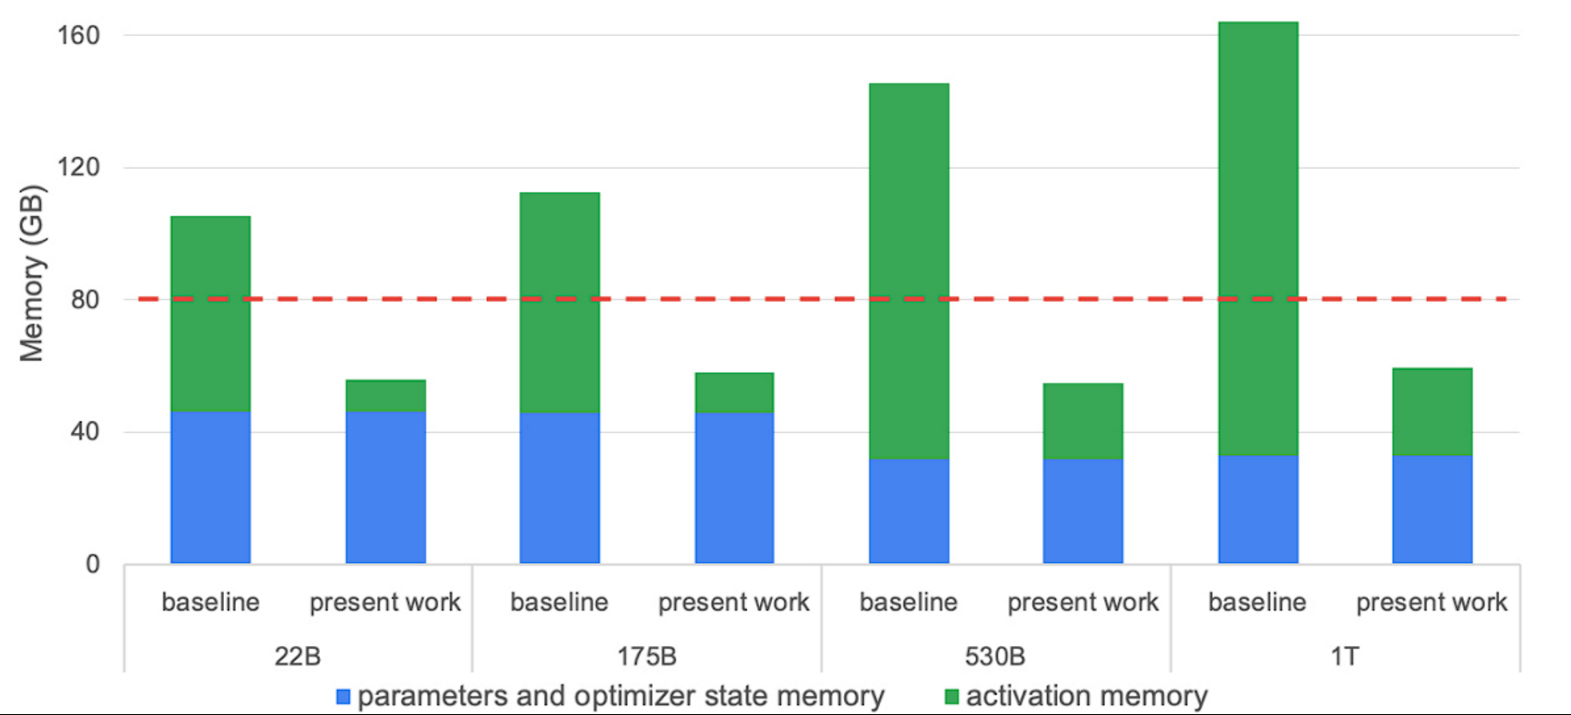 160
120
80
40
0
Memory (GB)
baseline present work baseline present work baseline present work baseline present work
22B 175B 530B 1T
parameters and optimizer state memory activation memory